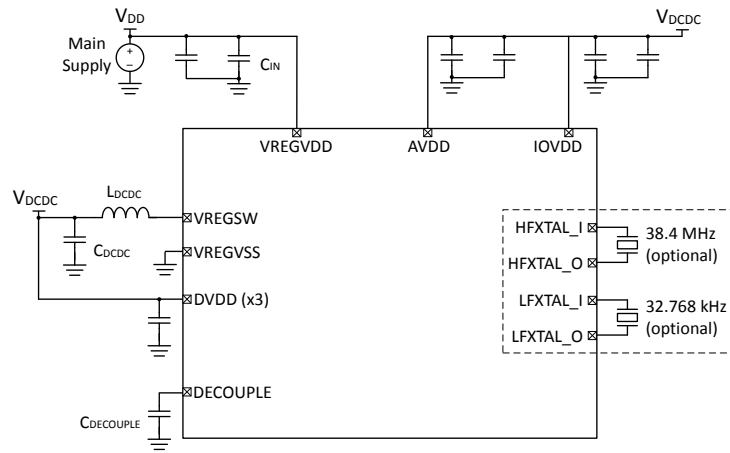 VDD
VDCDC
Main
Supply
+
−
CIN
VREGVDD
AVDD
IOVDD
VDCDC
LDCDC
VREGSW
CDCDC
VREGVSS
DVDD (x3)
DECOUPLE
CDECOUPLE
HFXTAL_I
HFXTAL_O
38.4 MHz
(optional)
LFXTAL_I
LFXTAL_O
32.768 kHz
(optional)